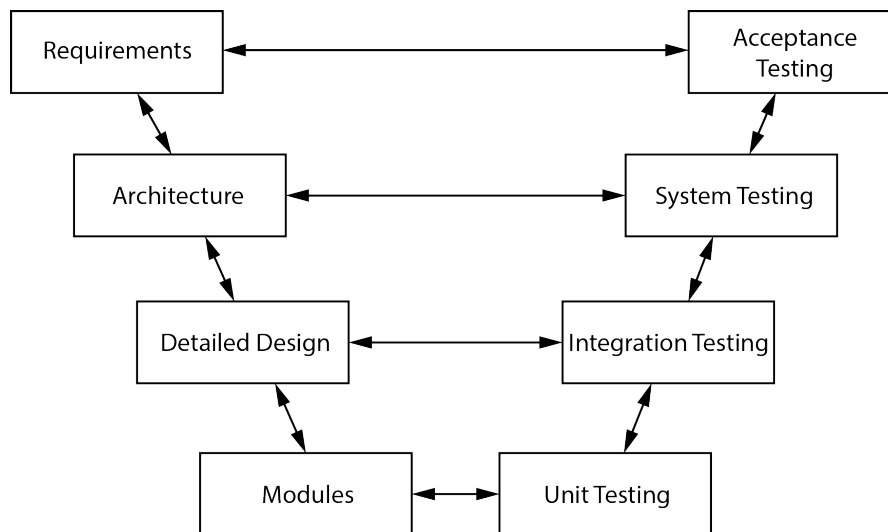 Requirements
Acceptance
Testing
Architecture
System Testing
Detailed Design
Integration Testing
Modules
Unit Testing